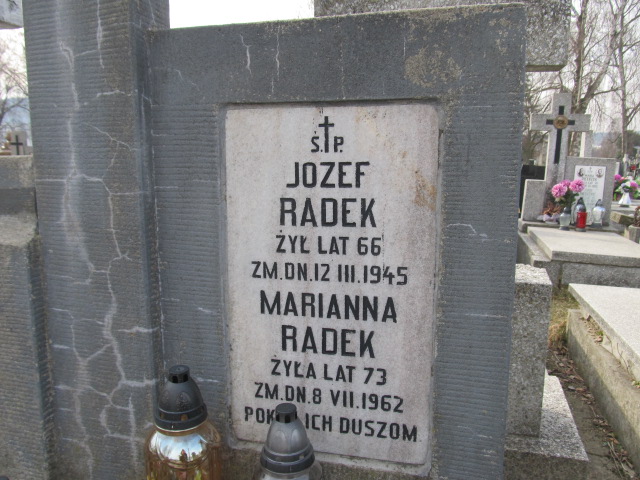 Ś.†P.
JOZEF
RADEK
ŻYŁ LAT 66
ZM.DN.12 III.1945
MARIANNA
RADEK
ŻYŁA LAT 73
ZM.DN.8 VII.1962
ICH DUSZOM